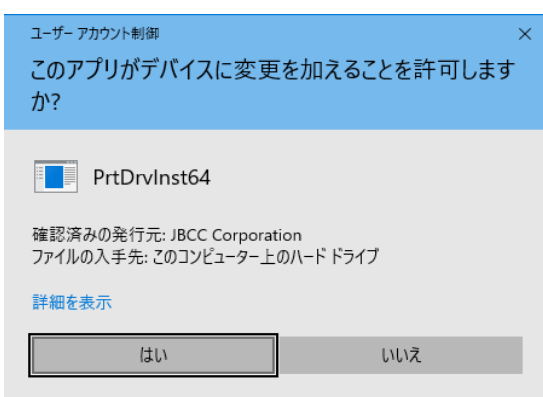 ユーザー アカウント制御
このアプリがデバイスに変更を加えることを許可します
か?
PrtDrvInst64
確認済みの発行元: JBCC Corporation
ファイルの入手先: このコンピューター上のハード ドライブ
詳細を表示
はい
いいえ